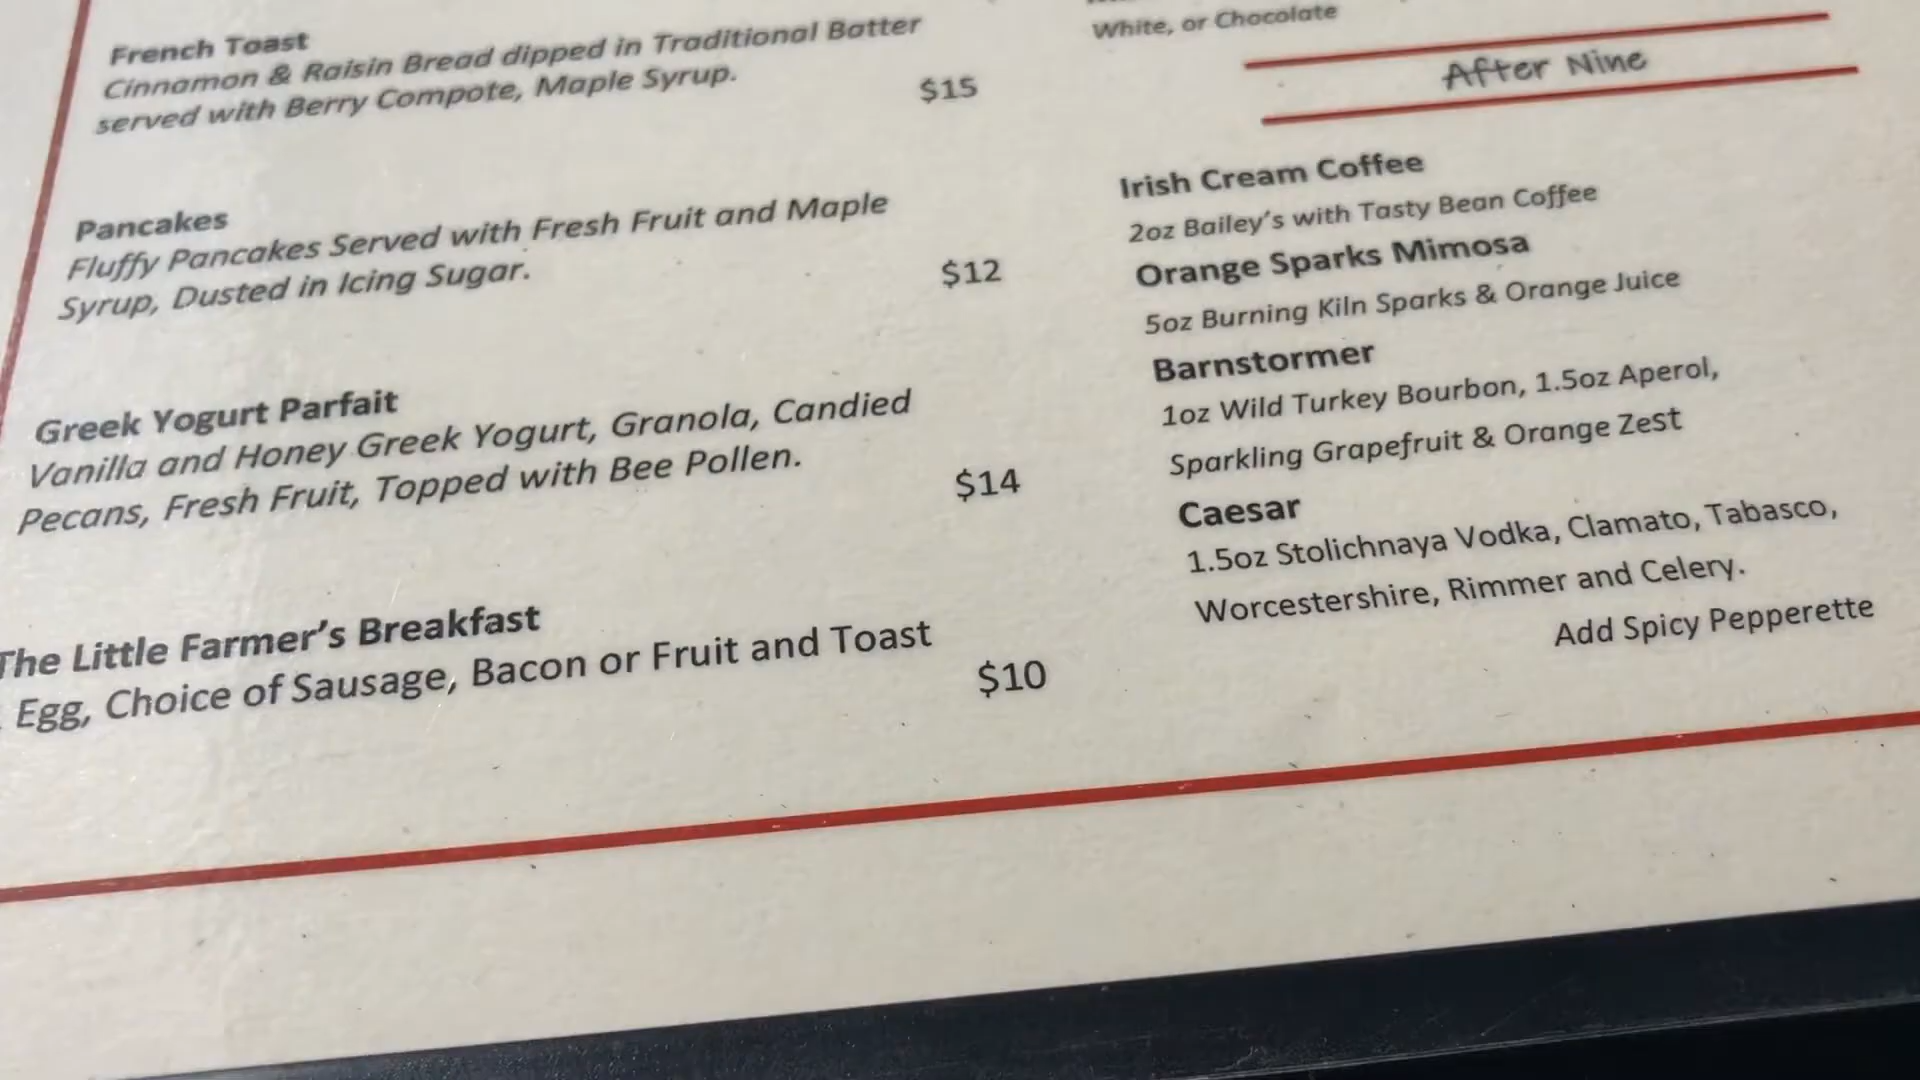 French Toast
Cinnamon & Raisin Bread dipped in Traditional Batter
served with Berry Compote, Maple Syrup.
$15
Pancakes
Fluffy Pancakes Served with Fresh Fruit and Maple
Syrup, Dusted in Icing Sugar.
$12
Greek Yogurt Parfait
Vanilla and Honey Greek Yogurt, Granola, Candied
Pecans, Fresh Fruit, Topped with Bee Pollen.
$14
The Little Farmer's Breakfast
Egg, Choice of Sausage, Bacon or Fruit and Toast
$10
White, or Chocolate
After Nine
Irish Cream Coffee
2oz Bailey's with Tasty Bean Coffee
Orange Sparks Mimosa
5oz Burning Kiln Sparks & Orange Juice
Barnstormer
1oz Wild Turkey Bourbon, 1.5oz Aperol,
Sparkling Grapefruit & Orange Zest
Caesar
1.5oz Stolichnaya Vodka, Clamato, Tabasco,
Worcestershire, Rimmer and Celery.
Add Spicy Pepperette